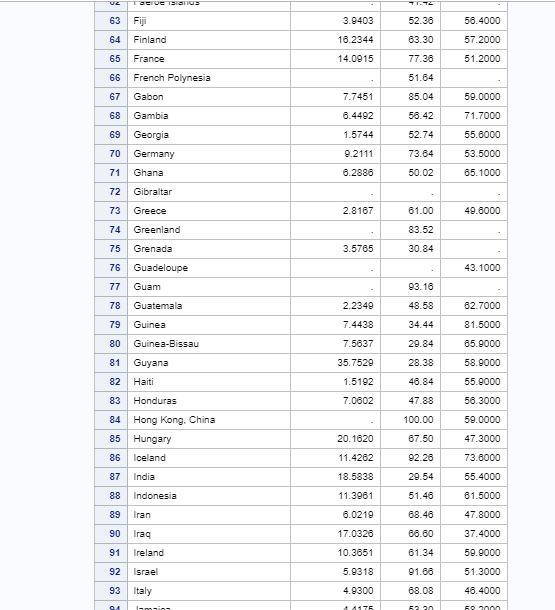 63 Fiji 3.9403 52.36 56.4000
64 Finland 16.2344 63.30 57.2000
65 France 14.0915 77.36 51.2000
66 French Polynesia . 51.64 .
67 Gabon 7.7451 85.04 59.0000
68 Gambia 6.4492 56.42 71.7000
69 Georgia 1.5744 52.74 55.6000
70 Germany 9.2111 73.64 53.5000
71 Ghana 6.2886 50.02 65.1000
72 Gibraltar . . .
73 Greece 2.8167 61.00 49.6000
74 Greenland . 83.52 .
75 Grenada 3.5765 30.84 .
76 Guadeloupe . . 43.1000
77 Guam . 93.16 .
78 Guatemala 2.2349 48.58 62.7000
79 Guinea 7.4438 34.44 81.5000
80 Guinea-Bissau 7.5637 29.84 65.9000
81 Guyana 35.7529 28.38 58.9000
82 Haiti 1.5192 46.84 55.9000
83 Honduras 7.0602 47.88 56.3000
84 Hong Kong, China . 100.00 59.0000
85 Hungary 20.1620 67.50 47.3000
86 Iceland 11.4262 92.26 73.6000
87 India 18.5838 29.54 55.4000
88 Indonesia 11.3961 51.46 61.5000
89 Iran 6.0219 68.46 47.8000
90 Iraq 17.0326 66.60 37.4000
91 Ireland 10.3651 61.34 59.9000
92 Israel 5.9318 91.66 51.3000
93 Italy 4.9300 68.08 46.4000
94 Jamaica 4.4175 53.30 58.2000